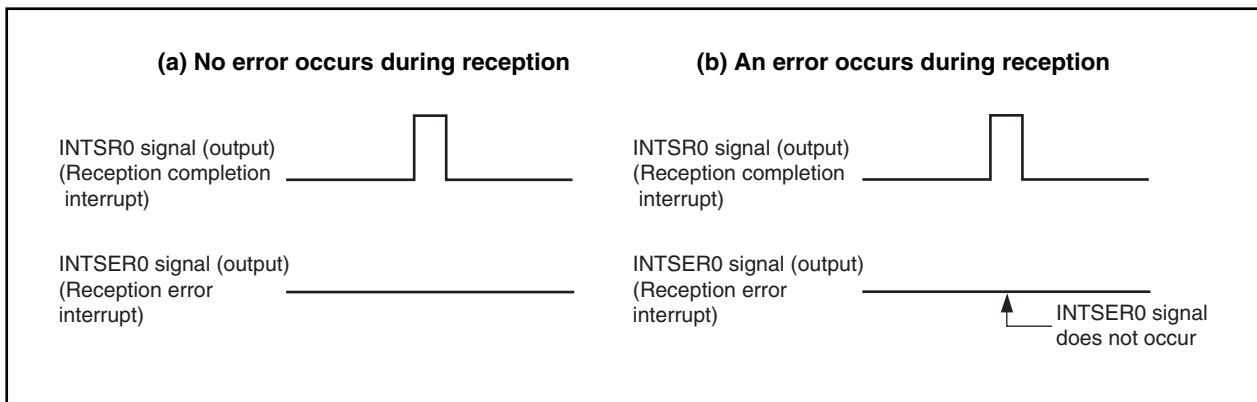 (a) No error occurs during reception
INTSR0 signal (output)
(Reception completion
interrupt)
INTSER0 signal (output)
(Reception error
interrupt)
(b) An error occurs during reception
INTSR0 signal (output)
(Reception completion
interrupt)
INTSER0 signal (output)
(Reception error
interrupt)
INTSER0 signal
does not occur